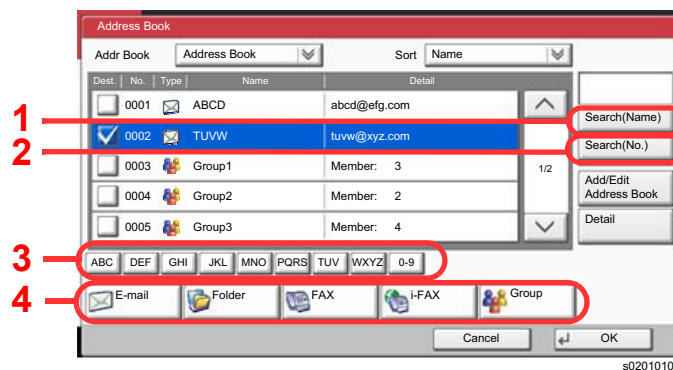 Address Book
Addr Book Address Book Sort Name
Dest. No. Type Name Detail
0001 ABCD abcd@efg.com
1 Search(Name)
0002 TUVW tuvw@xyz.com
2 Search(No.)
0003 Group1 Member: 3 1/2
Add/Edit
Address Book
0004 Group2 Member: 2
Detail
0005 Group3 Member: 4
3 ABC DEF GHI JKL MNO PQRS TUV WXYZ 0-9
4 E-mail Folder FAX i-FAX Group
Cancel OK
s0201010